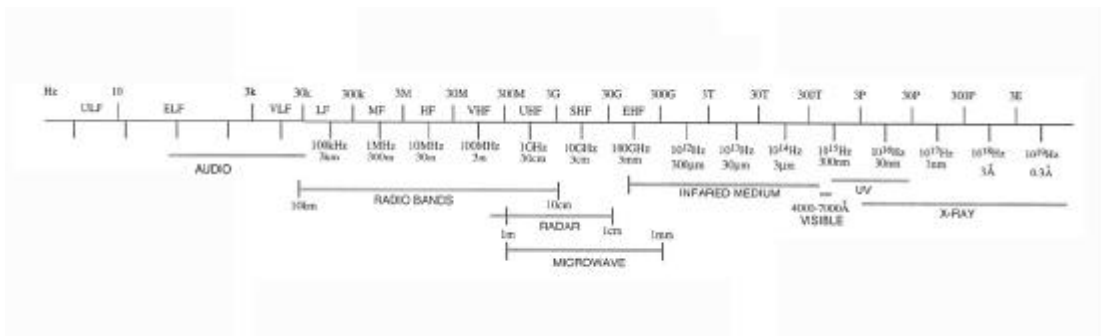 Hz 10 3k 30k 300k 3M 30M 300M 3G 30G 300G 3T 30T 300T 3P 30P 300P 3E
ULF ELF VLF LF MF HF VHF UHF SHF EHF
100kHz 1MHz 10MHz 100MHz 1GHz 10GHz 100GHz 10¹²Hz 10¹³Hz 10¹⁴Hz 10¹⁵Hz 10¹⁶Hz 10¹⁷Hz 10¹⁸Hz 10¹⁹Hz
3km 300m 30m 3m 30cm 3cm 3mm 300µm 30µm 3µm 300nm 30nm 3nm 3Å 0.3Å
AUDIO
INFARED MEDIUM UV
10km RADIO BANDS 10cm 4000-7000Å X-RAY
VISIBLE
1m RADAR 1cm 1mm
MICROWAVE